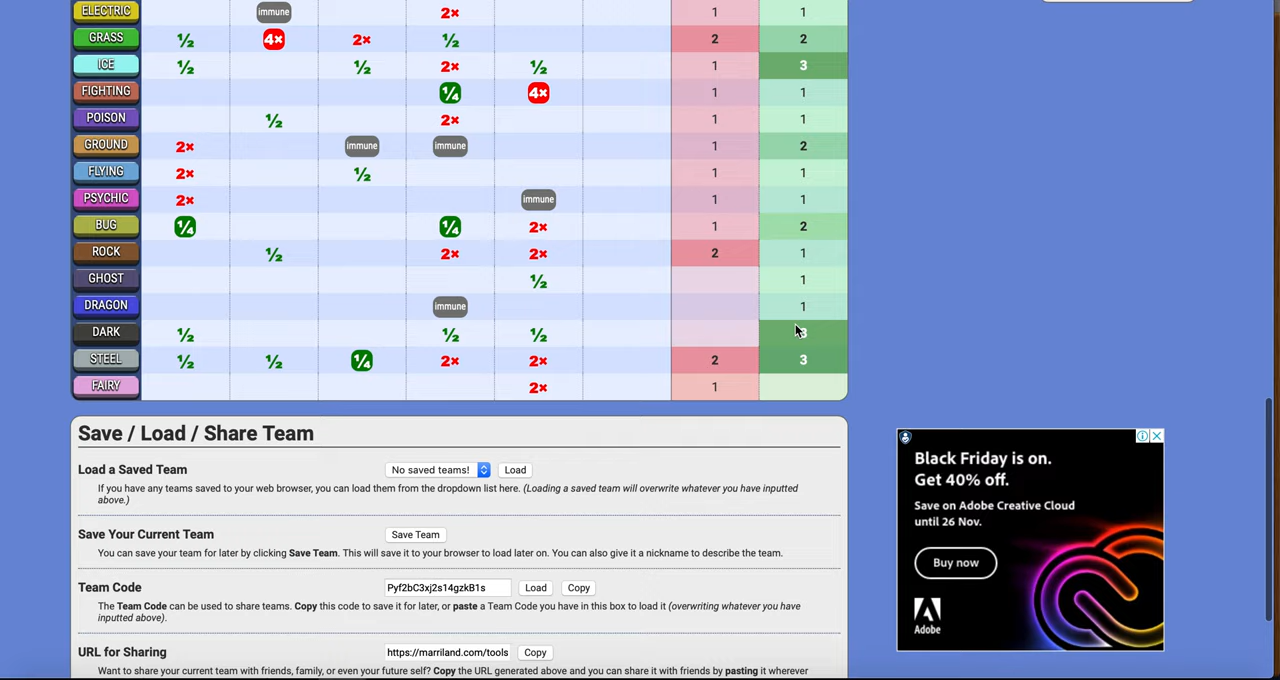 ELECTRIC immune 2× 1 1
GRASS ½ 4× 2× ½ 2 2
ICE ½ ½ 2× ½ 1 3
FIGHTING ¼ 4× 1 1
POISON ½ 2× 1 1
GROUND 2× immune immune 1 2
FLYING 2× ½ 1 1
PSYCHIC 2× immune 1 1
BUG ¼ ¼ 2× 1 2
ROCK ½ 2× 2× 2 1
GHOST ½ 1
DRAGON immune 1
DARK ½ ½ ½ 3
STEEL ½ ½ ¼ 2× 2× 2 3
FAIRY 2× 1
Save / Load / Share Team
Load a Saved Team No saved teams! Load
If you have any teams saved to your web browser, you can load them from the dropdown list here. (Loading a saved team will overwrite whatever you have inputted
above.)
Save Your Current Team Save Team
You can save your team for later by clicking Save Team. This will save it to your browser to load later on. You can also give it a nickname to describe the team.
Team Code Pyf2bC3xj2s14gzkB1s Load Copy
The Team Code can be used to share teams. Copy this code to save it for later, or paste a Team Code you have in this box to load it (overwriting whatever you have
inputted above).
URL for Sharing https://marriland.com/tools Copy
Want to share your current team with friends, family, or even your future self? Copy the URL generated above and you can share it with friends by pasting it wherever
Black Friday is on.
Get 40% off.
Save on Adobe Creative Cloud
until 26 Nov.
Buy now
Adobe